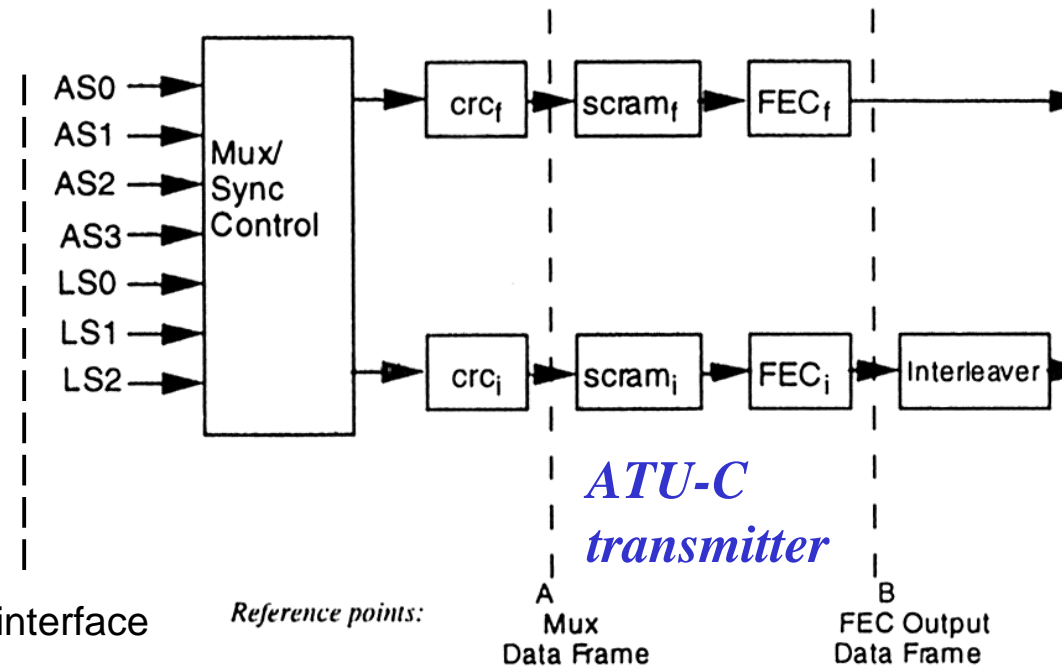 AS0
AS1
AS2
AS3
LS0
LS1
LS2
Mux/
Sync
Control
crcf
scramf
FECf
crci
scrami
FECi
Interleaver
ATU-C
transmitter
interface
Reference points:
A
Mux
Data Frame
B
FEC Output
Data Frame